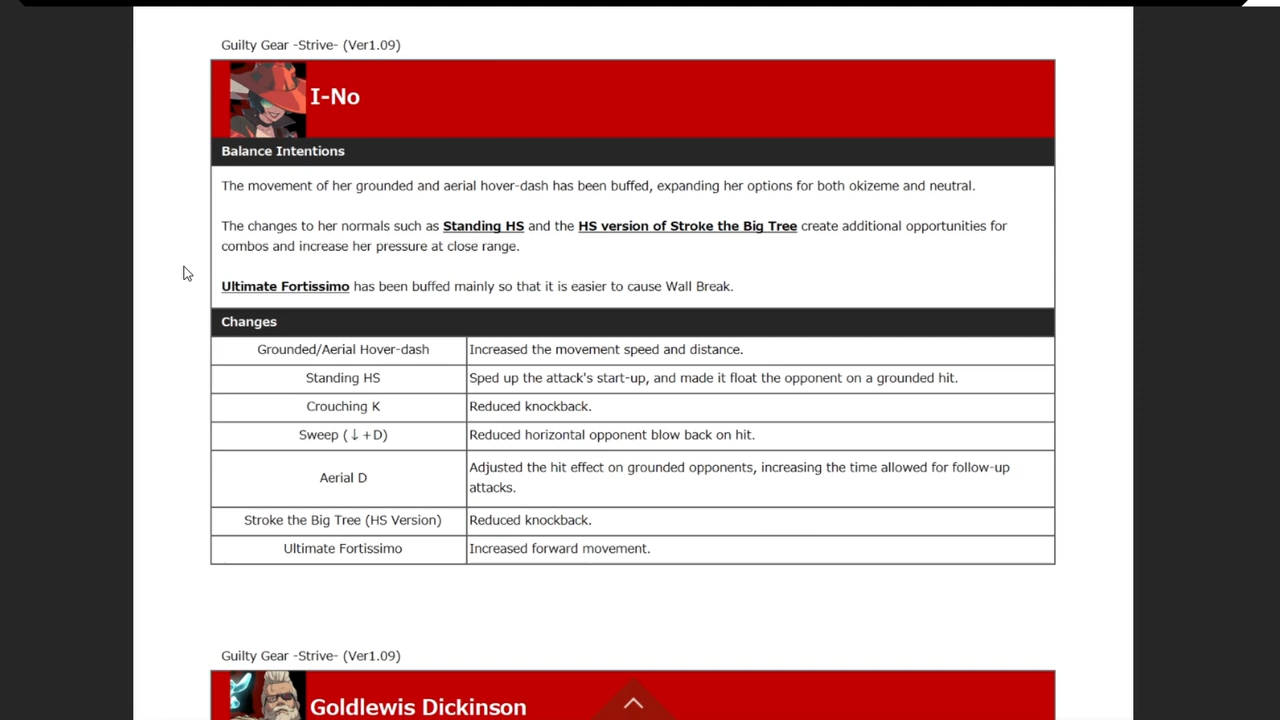 Guilty Gear -Strive- (Ver1.09)
I-No
Balance Intentions
The movement of her grounded and aerial hover-dash has been buffed, expanding her options for both okizeme and neutral.
The changes to her normals such as Standing HS and the HS version of Stroke the Big Tree create additional opportunities for
combos and increase her pressure at close range.
Ultimate Fortissimo has been buffed mainly so that it is easier to cause Wall Break.
Changes
Grounded/Aerial Hover-dash Increased the movement speed and distance.
Standing HS Sped up the attack's start-up, and made it float the opponent on a grounded hit.
Crouching K Reduced knockback.
Sweep (↓+D) Reduced horizontal opponent blow back on hit.
Aerial D Adjusted the hit effect on grounded opponents, increasing the time allowed for follow-up
attacks.
Stroke the Big Tree (HS Version) Reduced knockback.
Ultimate Fortissimo Increased forward movement.
Guilty Gear -Strive- (Ver1.09)
Goldlewis Dickinson